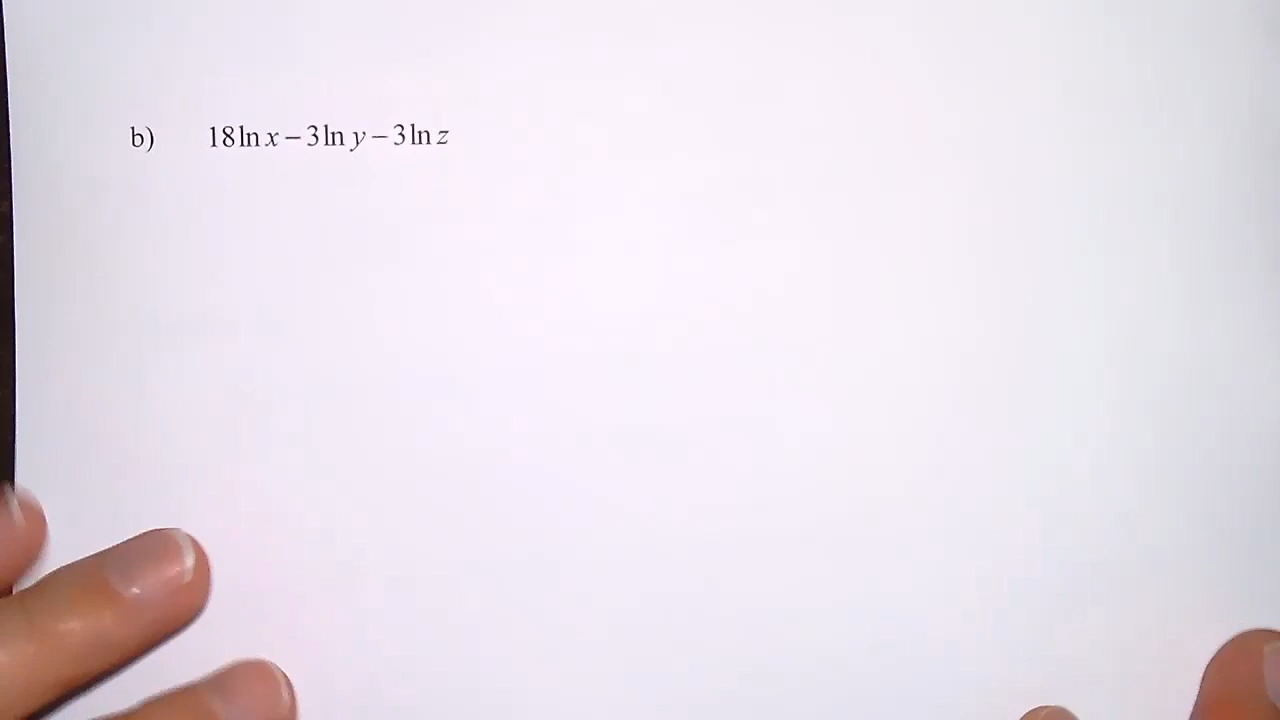 b) 18 ln x − 3 ln y − 3 ln z